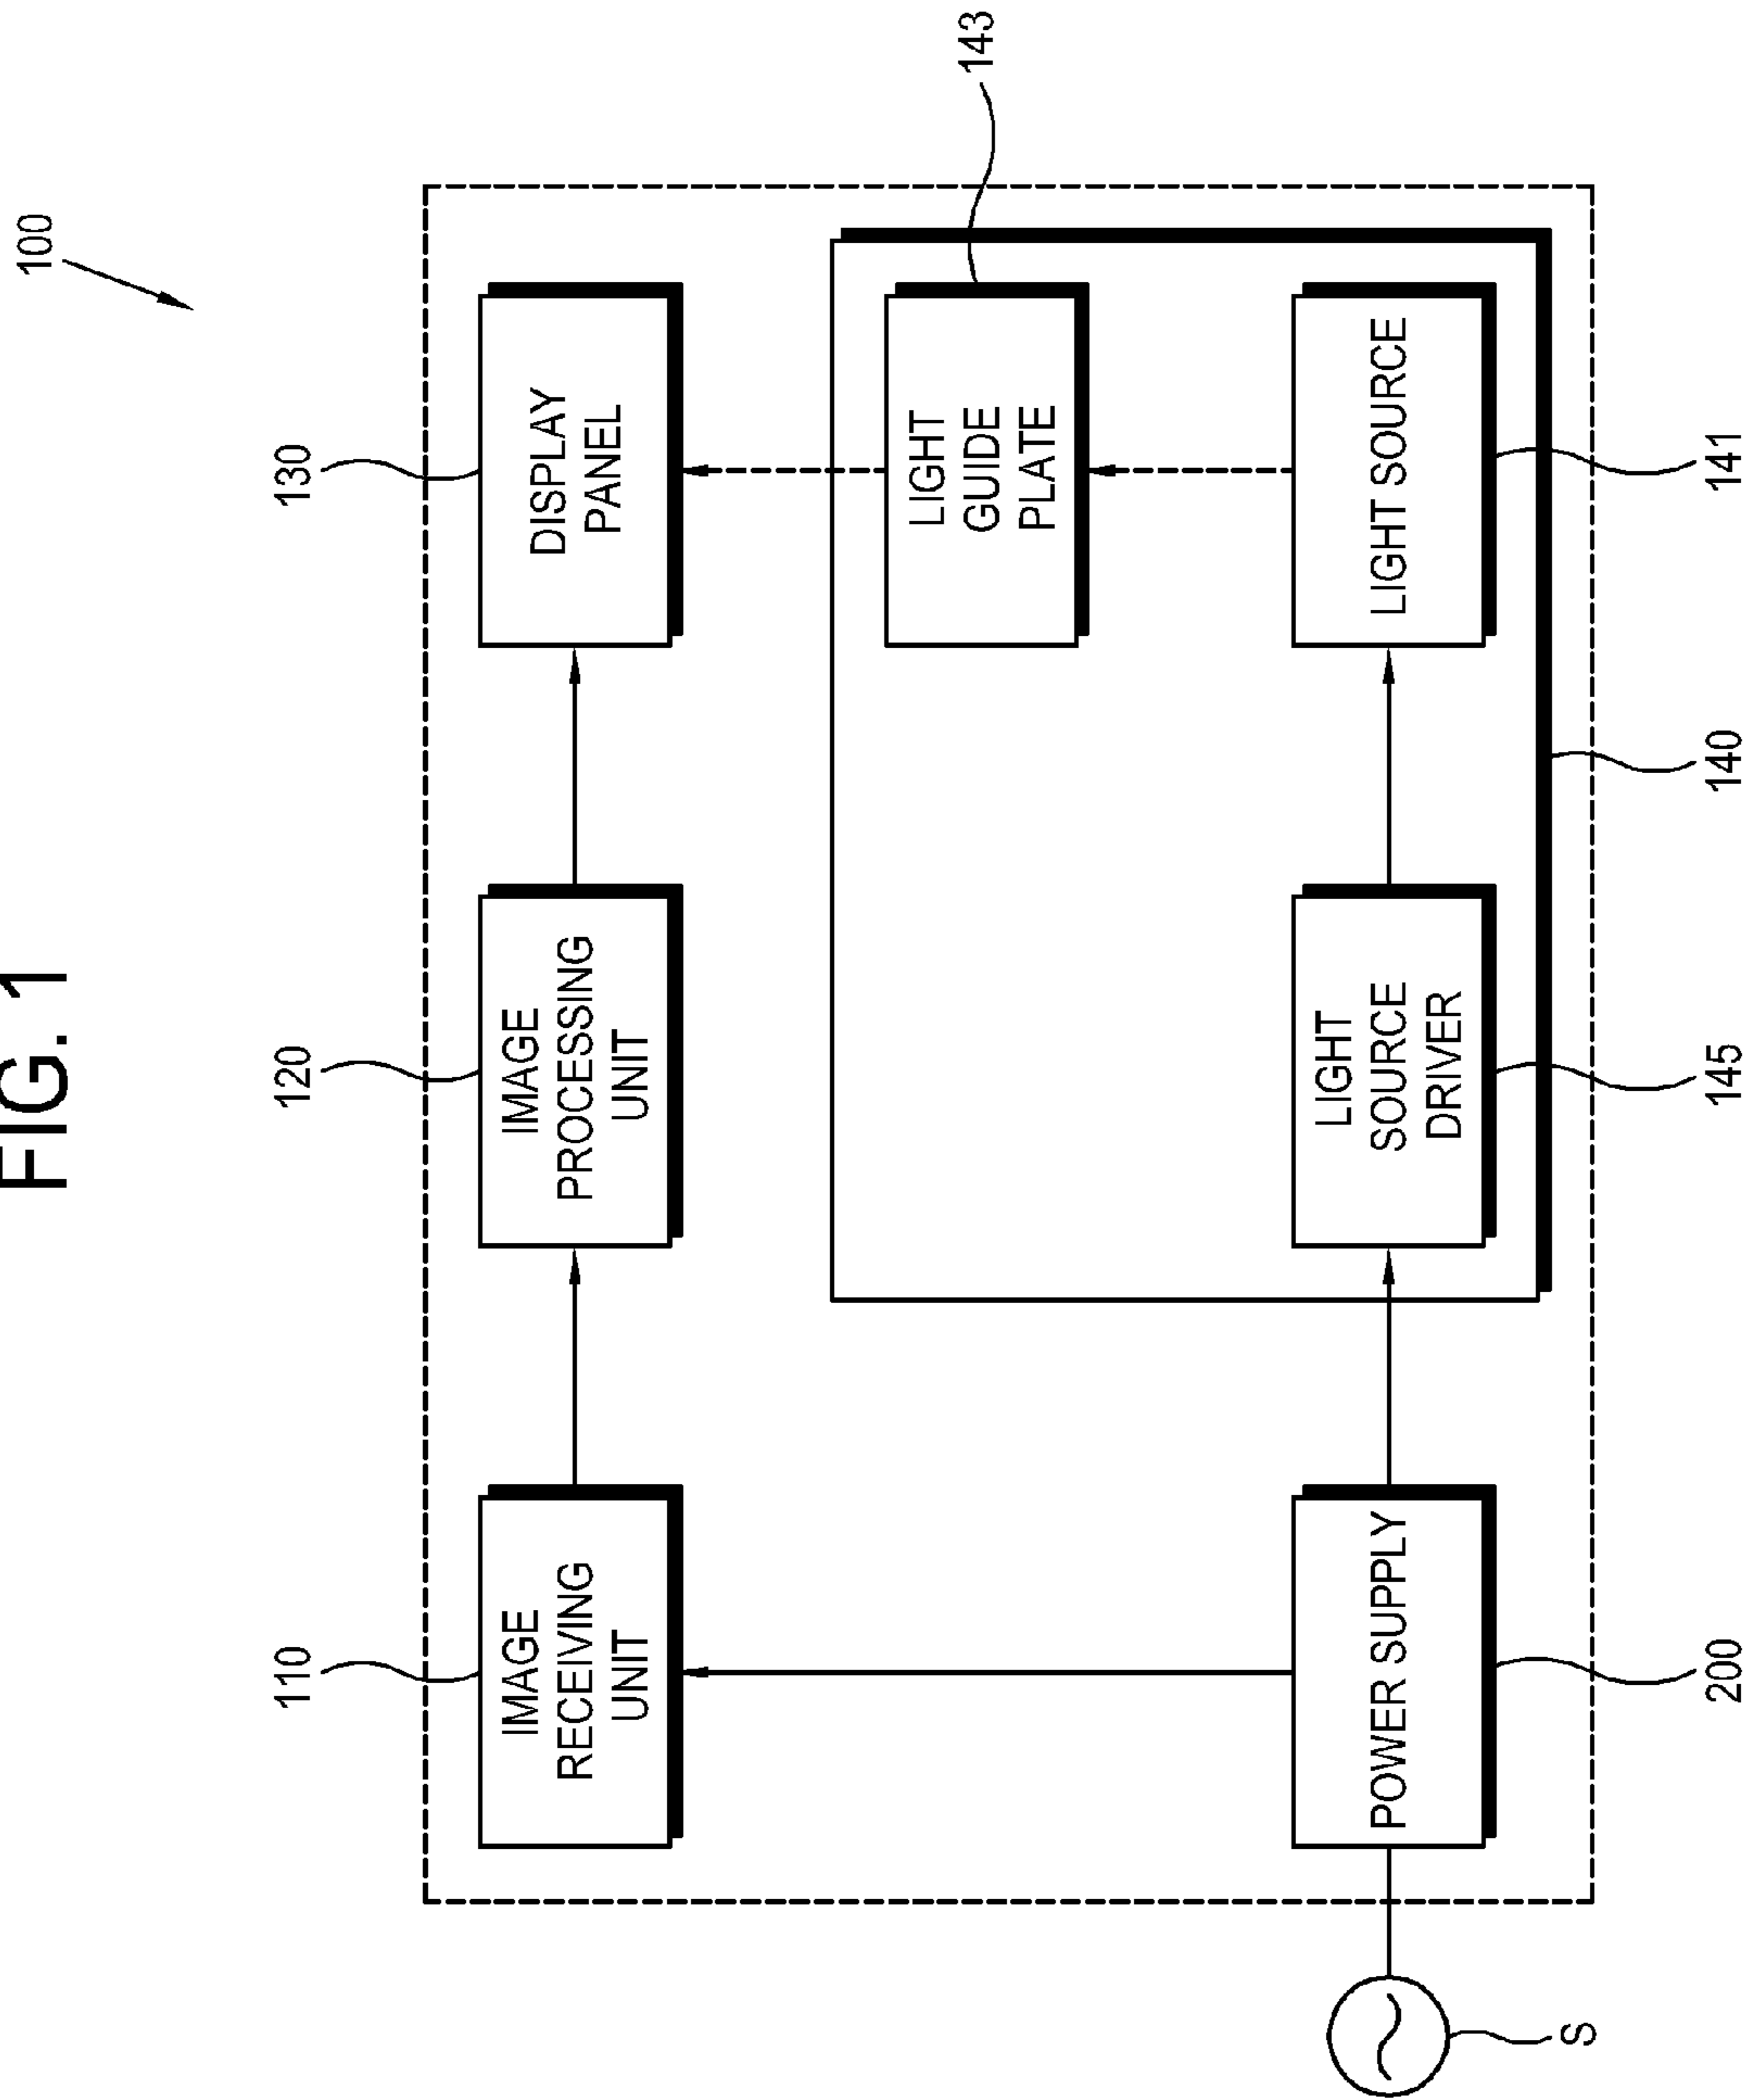 FIG. 1
100
110
120
130
IMAGE
RECEIVING
UNIT
IMAGE
PROCESSING
UNIT
DISPLAY
PANEL
LIGHT
GUIDE
PLATE
143
POWER SUPPLY
LIGHT
SOURCE
DRIVER
LIGHT SOURCE
S
200
145
140
141